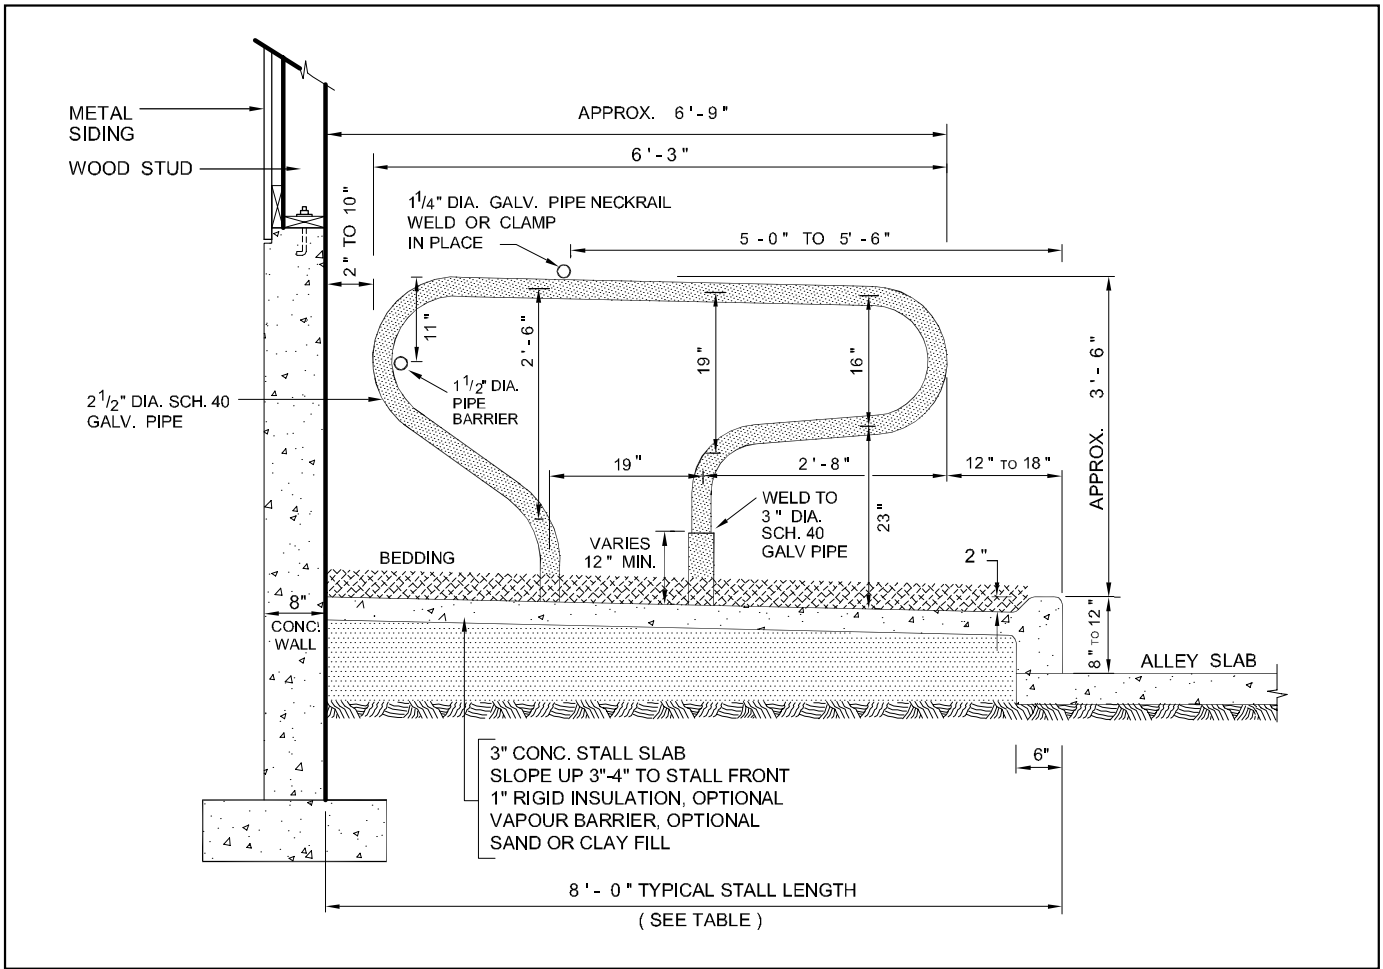 METAL
SIDING
WOOD STUD
APPROX. 6'-9"
6'-3"
2" TO 10"
1 1/4" DIA. GALV. PIPE NECKRAIL
WELD OR CLAMP
IN PLACE
5-0" TO 5'-6"
11"
2'-6"
19"
16"
APPROX. 3'-6"
1 1/2" DIA.
PIPE
BARRIER
2 1/2" DIA. SCH. 40
GALV. PIPE
19"
2'-8"
12" TO 18"
WELD TO
3" DIA.
SCH. 40
GALV PIPE
23"
VARIES
12" MIN.
BEDDING
2"
8"
CONC.
WALL
8" TO 12"
ALLEY SLAB
6"
3" CONC. STALL SLAB
SLOPE UP 3"-4" TO STALL FRONT
1" RIGID INSULATION, OPTIONAL
VAPOUR BARRIER, OPTIONAL
SAND OR CLAY FILL
8'-0" TYPICAL STALL LENGTH
(SEE TABLE)